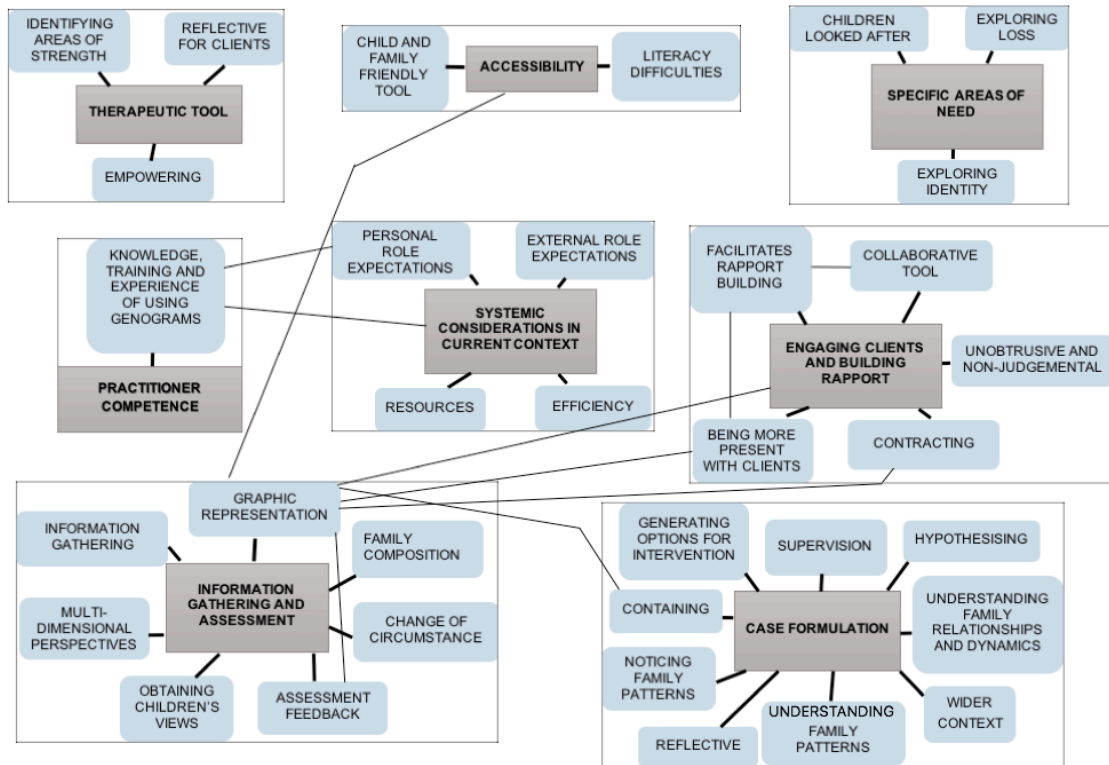 IDENTIFYING
AREAS OF
STRENGTH
REFLECTIVE
FOR CLIENTS
THERAPEUTIC TOOL
EMPOWERING
CHILD AND
FAMILY
FRIENDLY
TOOL
ACCESSIBILITY
LITERACY
DIFFICULTIES
CHILDREN
LOOKED AFTER
EXPLORING
LOSS
SPECIFIC AREAS OF
NEED
EXPLORING
IDENTITY
KNOWLEDGE,
TRAINING AND
EXPERIENCE
OF USING
GENOGRAMS
PRACTITIONER
COMPETENCE
PERSONAL
ROLE
EXPECTATIONS
EXTERNAL ROLE
EXPECTATIONS
SYSTEMIC
CONSIDERATIONS IN
CURRENT CONTEXT
RESOURCES
EFFICIENCY
FACILITATES
RAPPORT
BUILDING
COLLABORATIVE
TOOL
ENGAGING CLIENTS
AND BUILDING
RAPPORT
UNOBTRUSIVE AND
NON-JUDGEMENTAL
BEING MORE
PRESENT
WITH CLIENTS
CONTRACTING
GRAPHIC
REPRESENTATION
INFORMATION
GATHERING
FAMILY
COMPOSITION
INFORMATION
GATHERING AND
ASSESSMENT
MULTI-
DIMENSIONAL
PERSPECTIVES
CHANGE OF
CIRCUMSTANCE
OBTAINING
CHILDREN'S
VIEWS
ASSESSMENT
FEEDBACK
GENERATING
OPTIONS FOR
INTERVENTION
SUPERVISION
HYPOTHESISING
CONTAINING
CASE FORMULATION
UNDERSTANDING
FAMILY
RELATIONSHIPS
AND DYNAMICS
NOTICING
FAMILY
PATTERNS
REFLECTIVE
UNDERSTANDING
FAMILY
PATTERNS
WIDER
CONTEXT